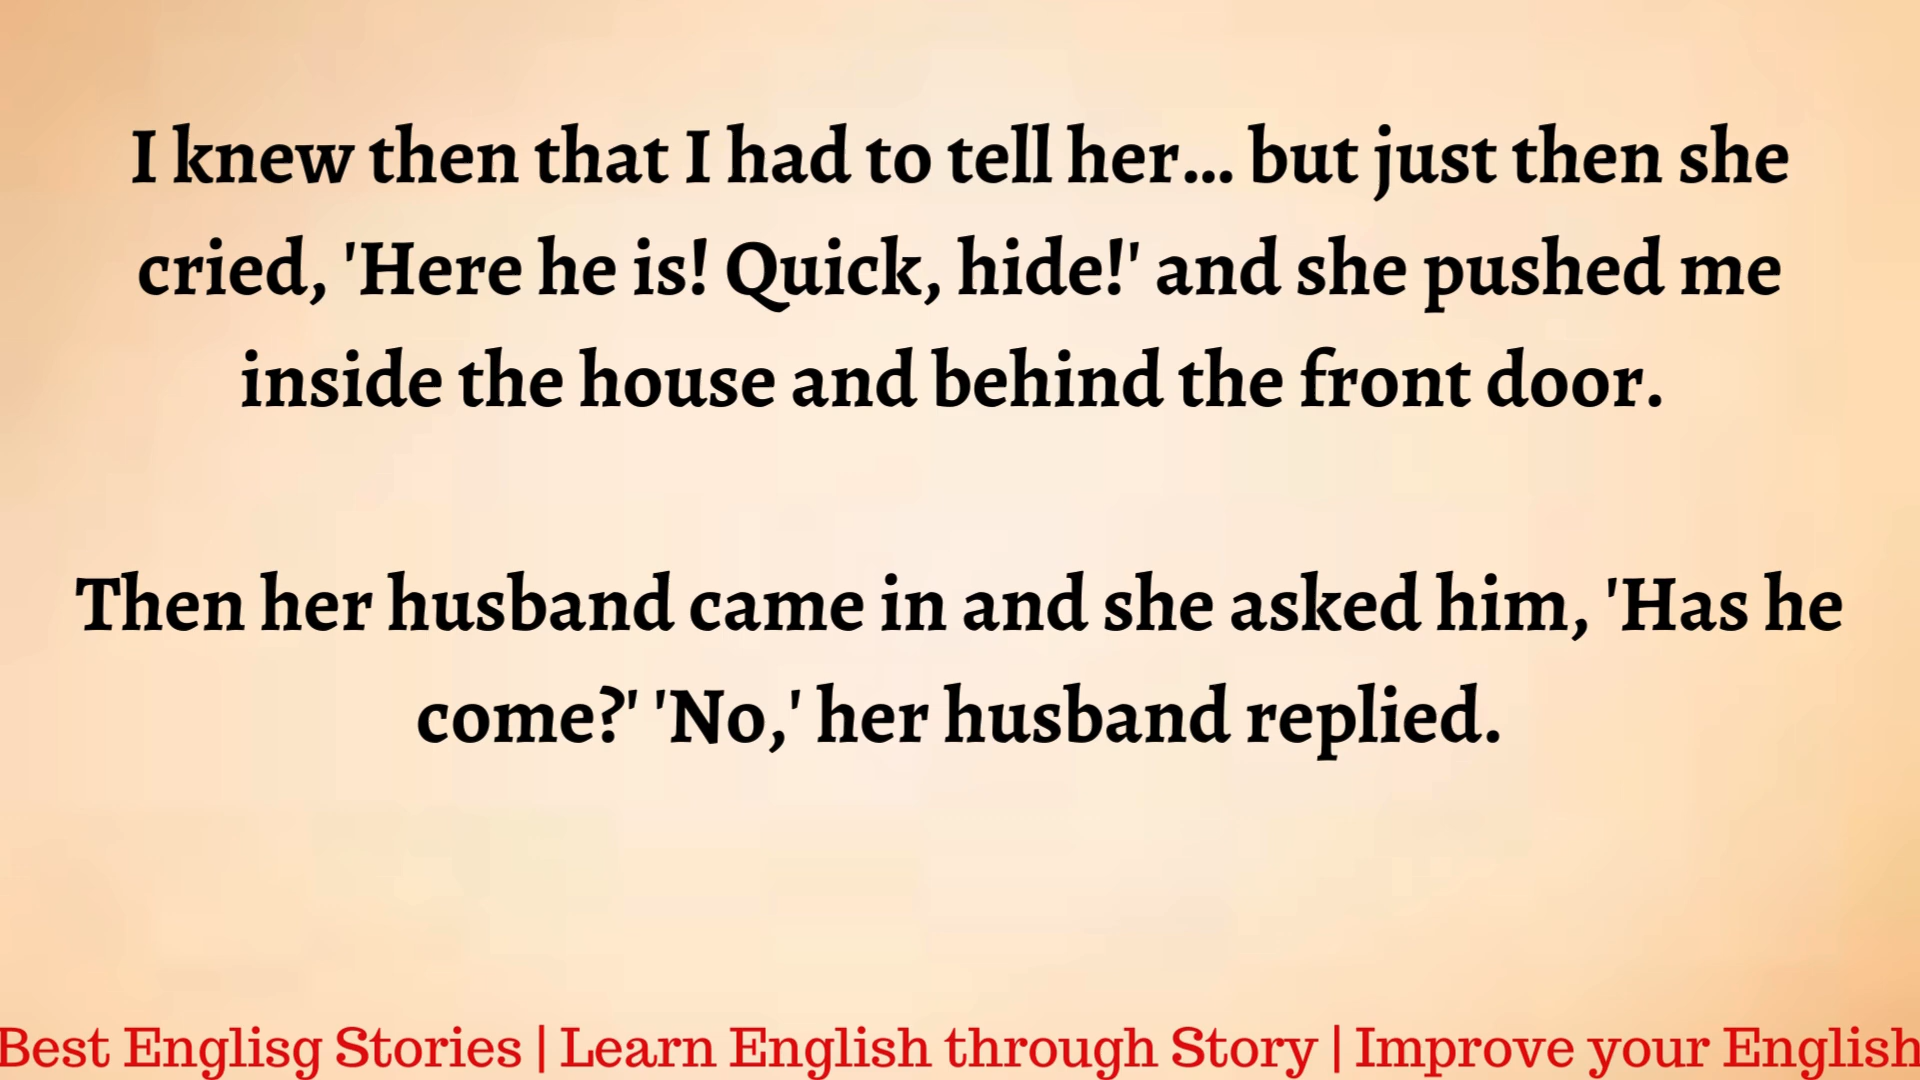 I knew then that I had to tell her... but just then she
cried, 'Here he is! Quick, hide!' and she pushed me
inside the house and behind the front door.
Then her husband came in and she asked him, 'Has he
come?' 'No,' her husband replied.
Best Englisg Stories | Learn English through Story | Improve your English